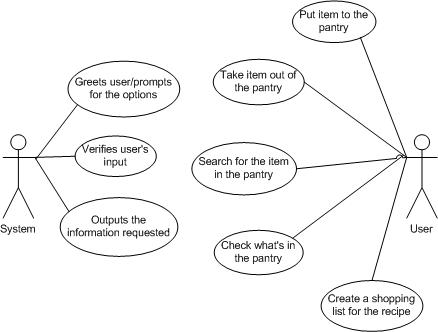 Put item to the
pantry
Greets user/prompts
for the options
Take item out of
the pantry
Verifies user's
input
Search for the item
in the pantry
Outputs the
information requested
System
User
Check what's in
the pantry
Create a shopping
list for the recipe